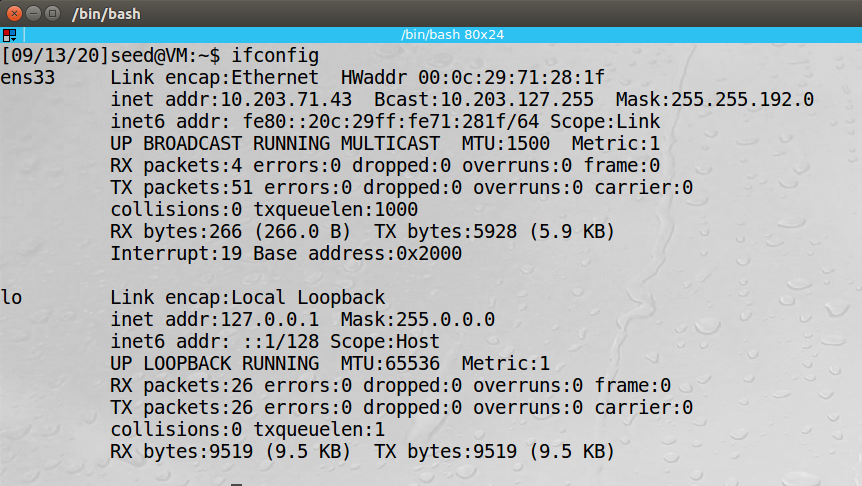 /bin/bash
/bin/bash 80x24
[09/13/20]seed@VM:~$ ifconfig
ens33     Link encap:Ethernet  HWaddr 00:0c:29:71:28:1f
          inet addr:10.203.71.43  Bcast:10.203.127.255  Mask:255.255.192.0
          inet6 addr: fe80::20c:29ff:fe71:281f/64 Scope:Link
          UP BROADCAST RUNNING MULTICAST  MTU:1500  Metric:1
          RX packets:4 errors:0 dropped:0 overruns:0 frame:0
          TX packets:51 errors:0 dropped:0 overruns:0 carrier:0
          collisions:0 txqueuelen:1000
          RX bytes:266 (266.0 B)  TX bytes:5928 (5.9 KB)
          Interrupt:19 Base address:0x2000
lo        Link encap:Local Loopback
          inet addr:127.0.0.1  Mask:255.0.0.0
          inet6 addr: ::1/128 Scope:Host
          UP LOOPBACK RUNNING  MTU:65536  Metric:1
          RX packets:26 errors:0 dropped:0 overruns:0 frame:0
          TX packets:26 errors:0 dropped:0 overruns:0 carrier:0
          collisions:0 txqueuelen:1
          RX bytes:9519 (9.5 KB)  TX bytes:9519 (9.5 KB)